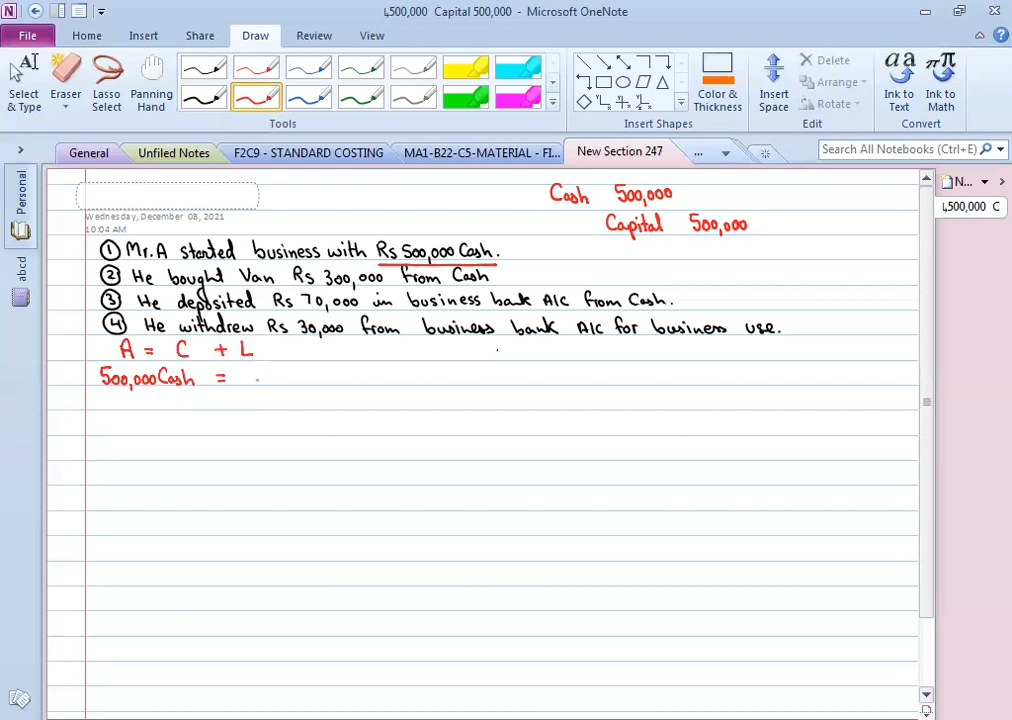 ৳500,000 Capital 500,000 - Microsoft OneNote
File Home Insert Share Draw Review View
Select & Type
Eraser
Lasso Select
Panning Hand
Color & Thickness
Insert Space
Delete
Arrange
Rotate
Ink to Text
Ink to Math
Tools Insert Shapes Edit Convert
General Unfiled Notes F2C9 - STANDARD COSTING MA1-B22-C5-MATERIAL - FI... New Section 247 ... Search All Notebooks (Ctrl+E)
Personal
abcd
N...
৳500,000 C
Cash 500,000
Capital 500,000
Wednesday, December 08, 2021
10:04 AM
① Mr. A started business with Rs 500,000 Cash.
② He bought Van Rs 300,000 from Cash
③ He deposited Rs 70,000 in business bank A/C from Cash.
④ He withdrew Rs 30,000 from business bank A/C for business use.
A = C + L
500,000 Cash =